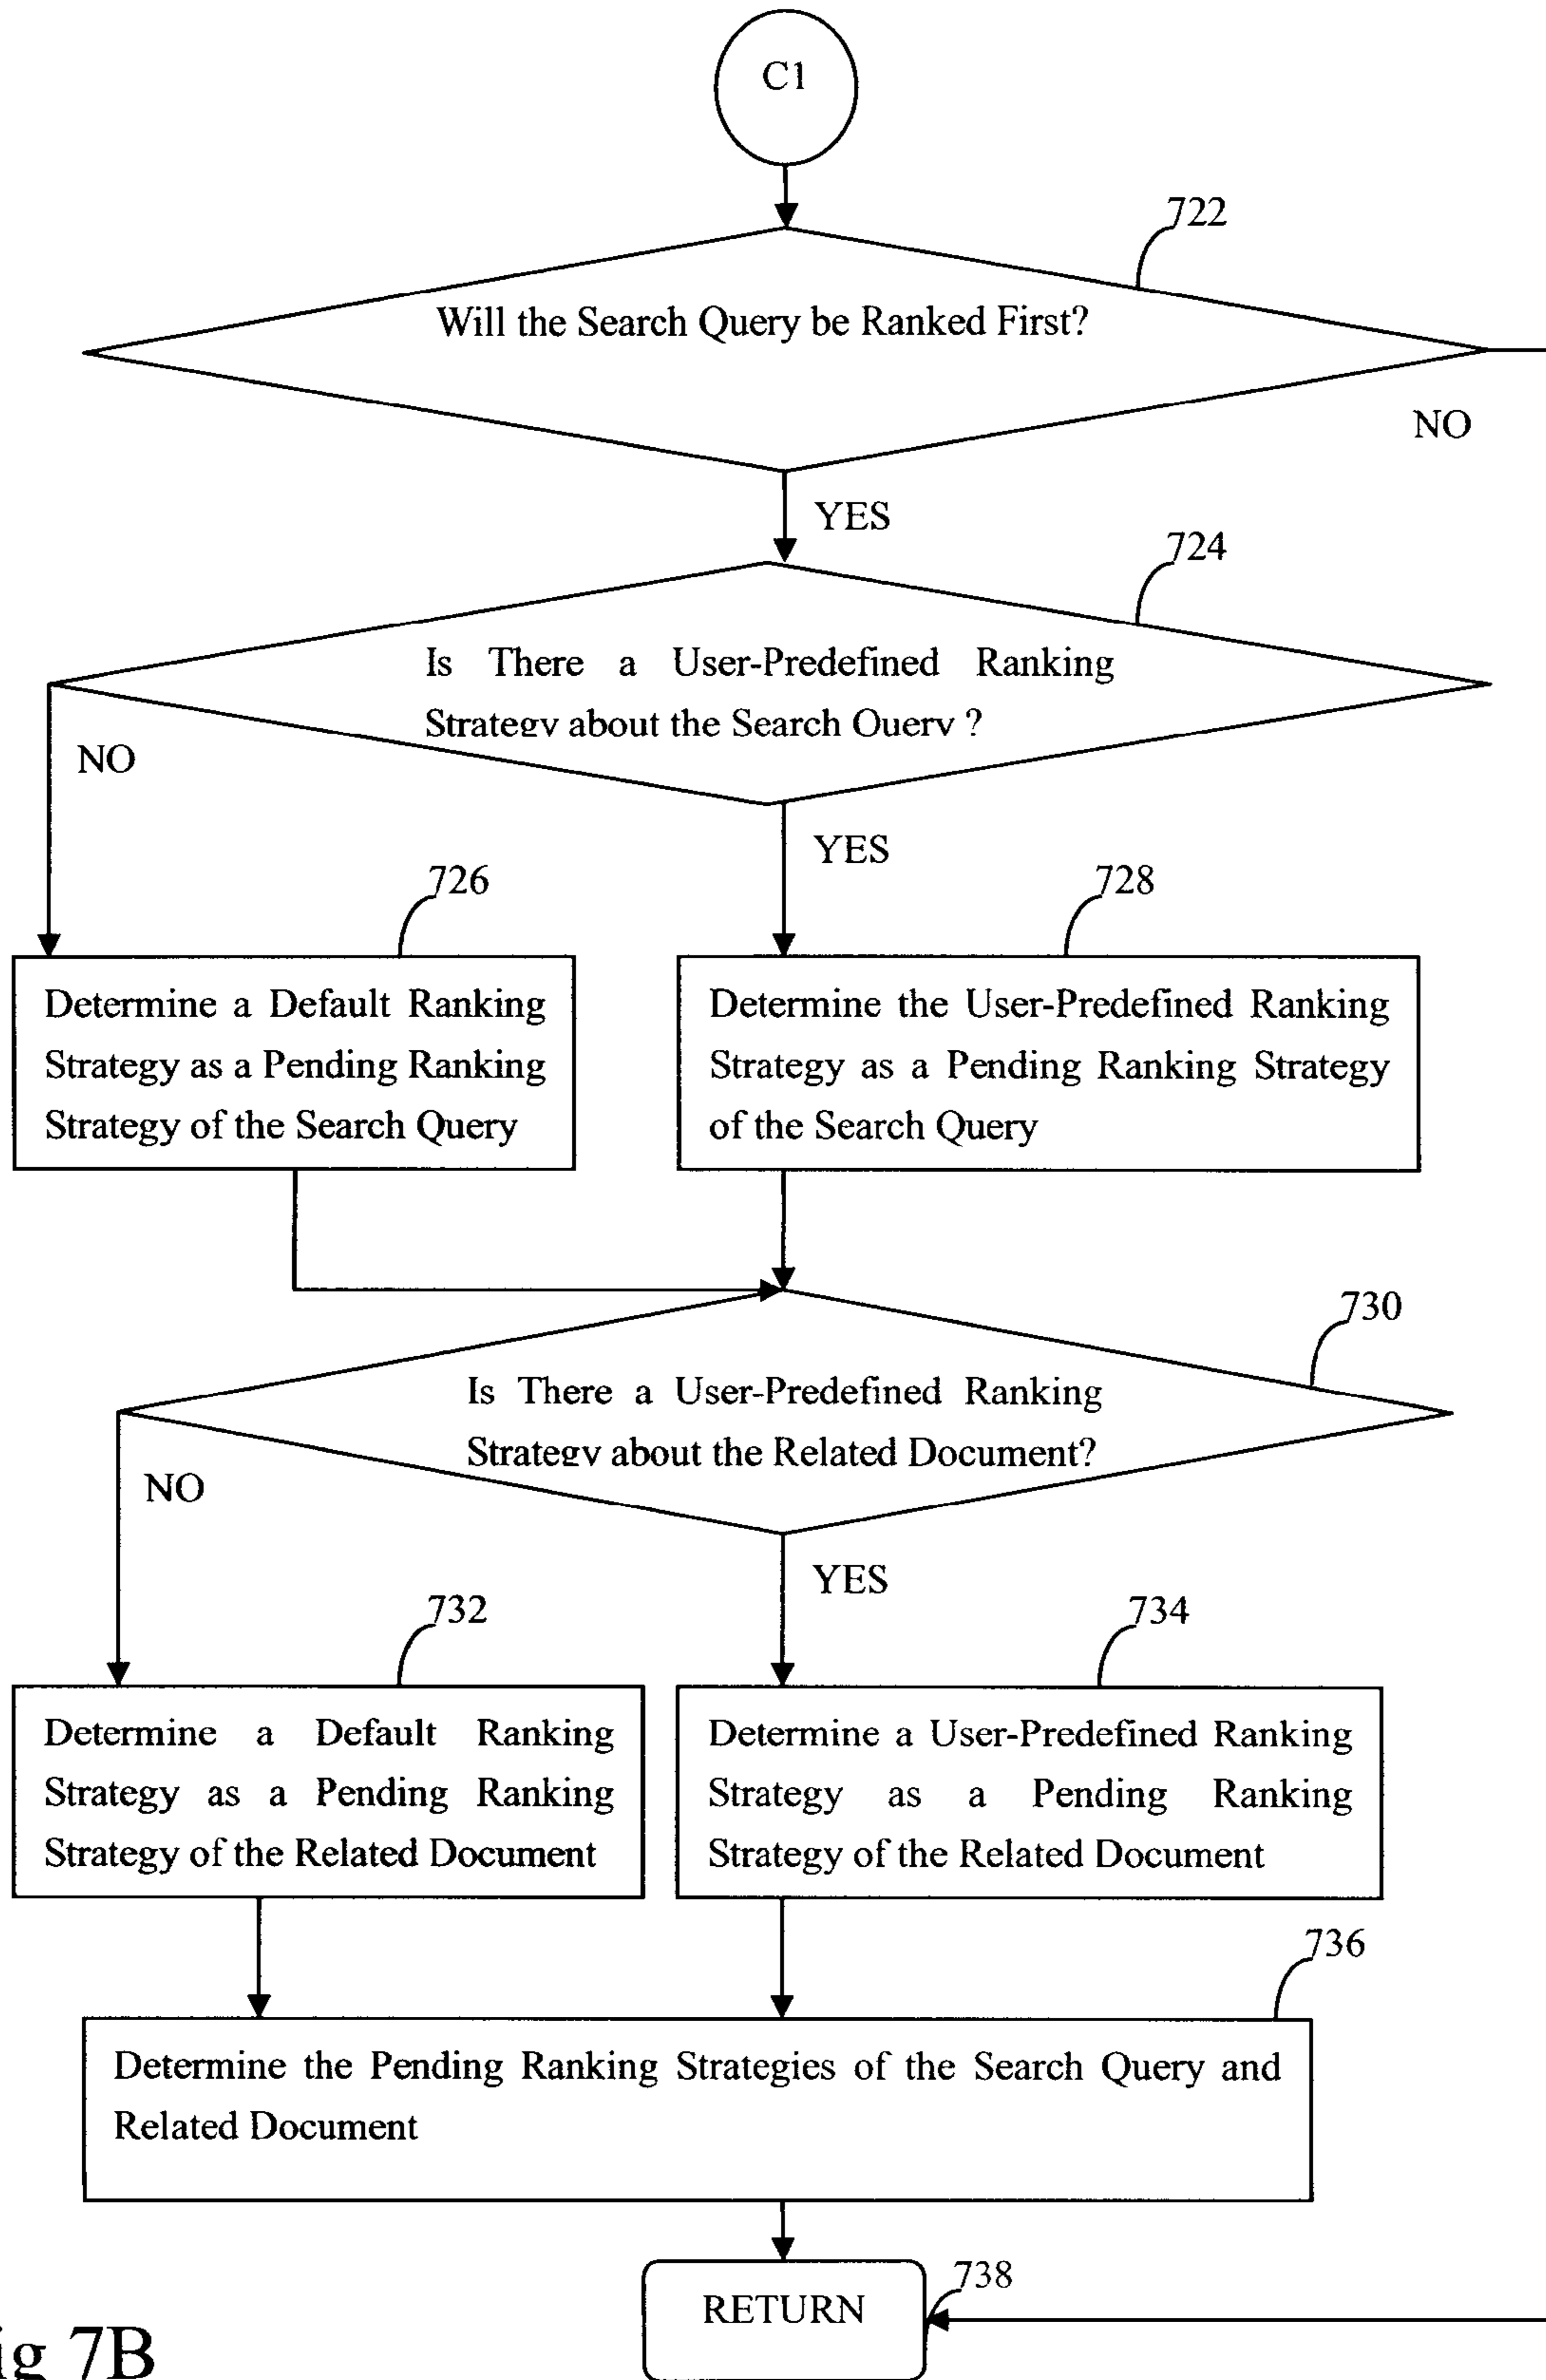 C1
722
Will the Search Query be Ranked First?
NO
YES
724
Is There a User-Predefined Ranking
Strategy about the Search Query ?
NO
YES
726
728
Determine a Default Ranking
Strategy as a Pending Ranking
Strategy of the Search Query
Determine the User-Predefined Ranking
Strategy as a Pending Ranking Strategy
of the Search Query
730
Is There a User-Predefined Ranking
Strategy about the Related Document?
NO
YES
732
734
Determine a Default Ranking
Strategy as a Pending Ranking
Strategy of the Related Document
Determine a User-Predefined Ranking
Strategy as a Pending Ranking
Strategy of the Related Document
736
Determine the Pending Ranking Strategies of the Search Query and
Related Document
738
RETURN
ig 7B